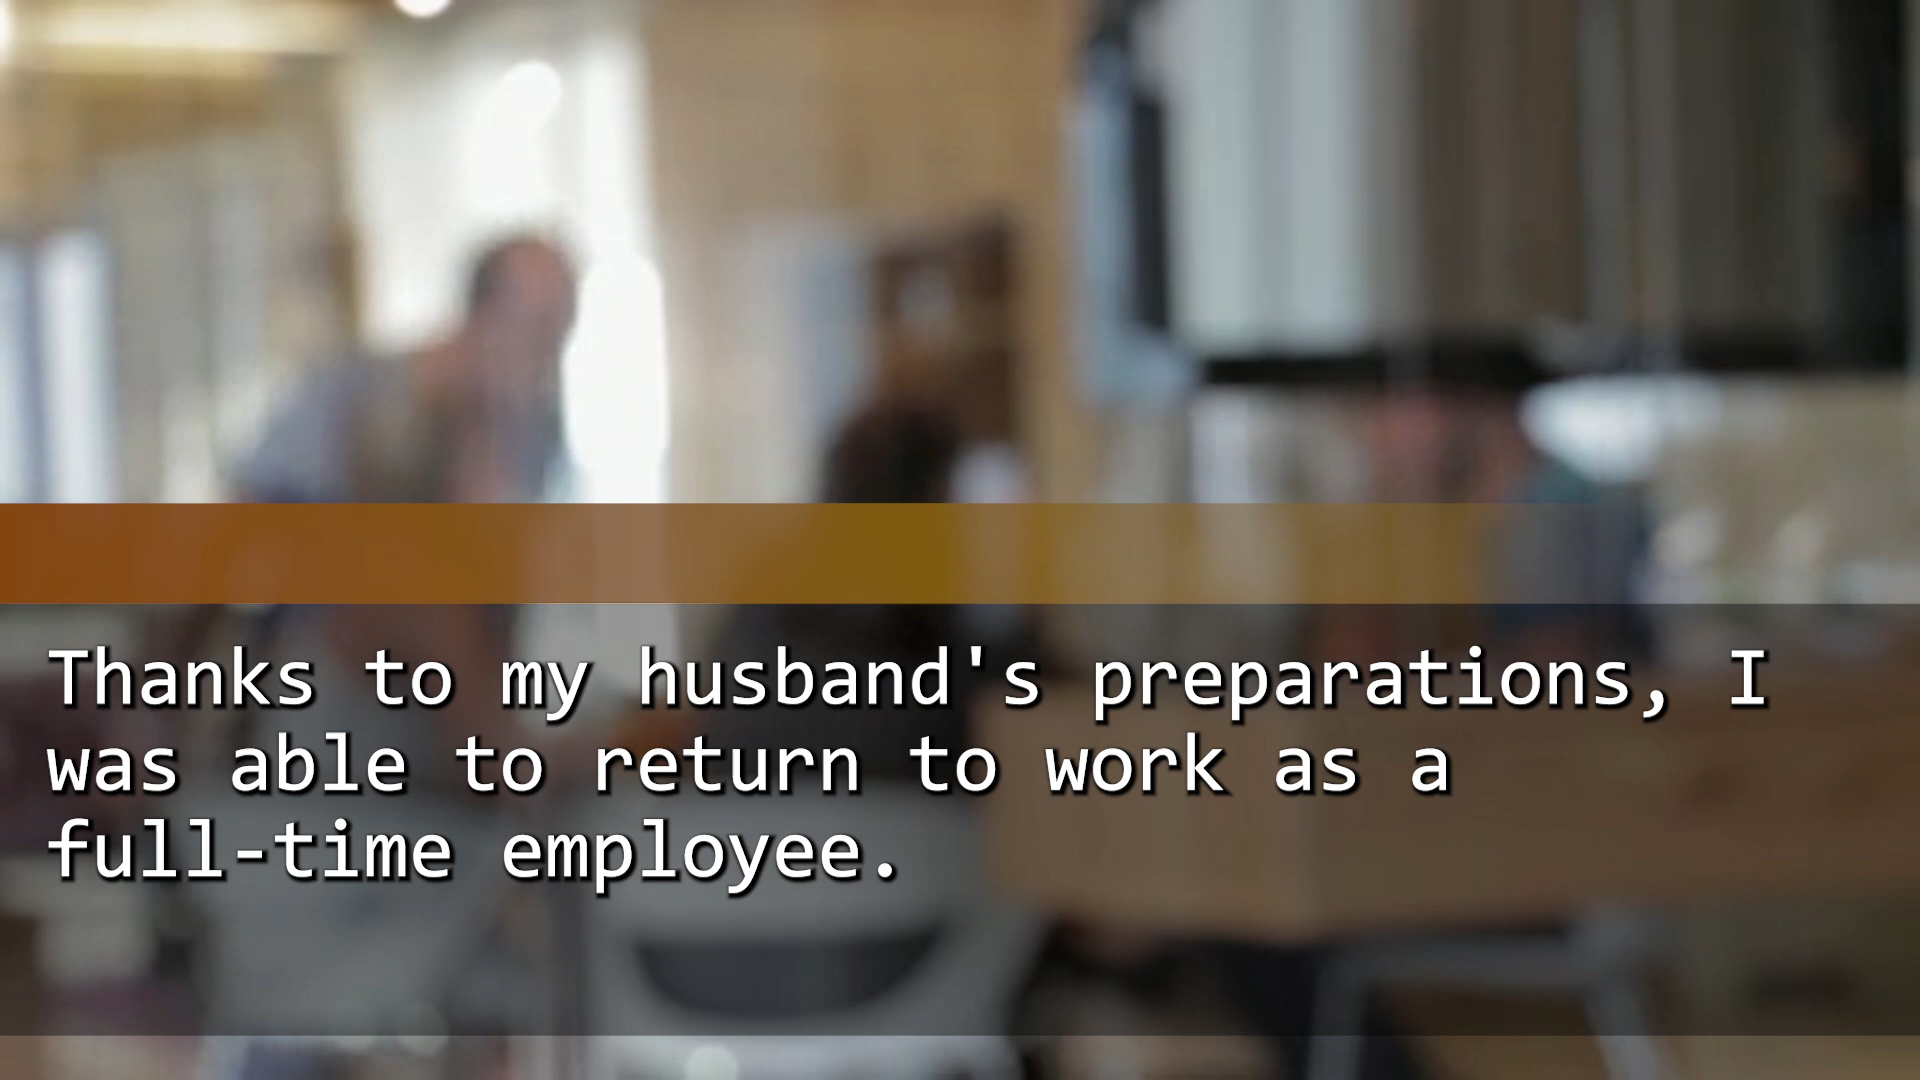 Thanks to my husband's preparations, I
was able to return to work as a
full-time employee.